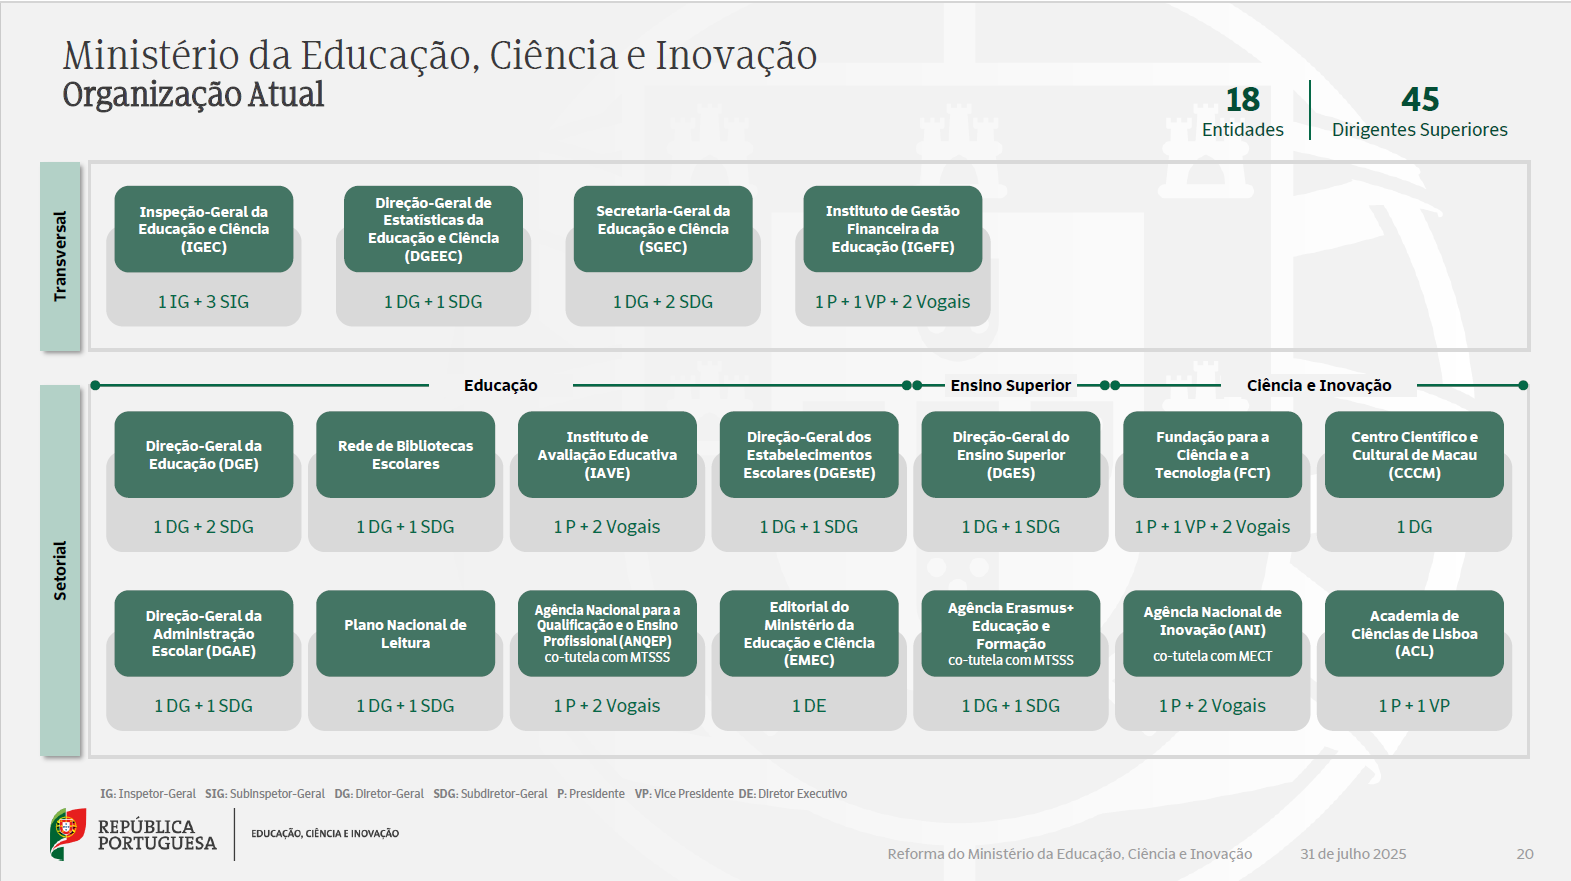 Ministério da Educação, Ciência e Inovação
Organização Atual
18
Entidades
45
Dirigentes Superiores
Transversal
Inspeção-Geral da
Educação e Ciência
(IGEC)
1 IG + 3 SIG
Direção-Geral de
Estatísticas da
Educação e Ciência
(DGEEC)
1 DG + 1 SDG
Secretaria-Geral da
Educação e Ciência
(SGEC)
1 DG + 2 SDG
Instituto de Gestão
Financeira da
Educação (IGeFE)
1 P + 1 VP + 2 Vogais
Setorial
Educação
Ensino Superior
Ciência e Inovação
Direção-Geral da
Educação (DGE)
1 DG + 2 SDG
Rede de Bibliotecas
Escolares
1 DG + 1 SDG
Instituto de
Avaliação Educativa
(IAVE)
1 P + 2 Vogais
Direção-Geral dos
Estabelecimentos
Escolares (DGEstE)
1 DG + 1 SDG
Direção-Geral do
Ensino Superior
(DGES)
1 DG + 1 SDG
Fundação para a
Ciência e a
Tecnologia (FCT)
1 P + 1 VP + 2 Vogais
Centro Científico e
Cultural de Macau
(CCCM)
1 DG
Direção-Geral da
Administração
Escolar (DGAE)
1 DG + 1 SDG
Plano Nacional de
Leitura
1 DG + 1 SDG
Agência Nacional para a
Qualificação e o Ensino
Profissional (ANQEP)
co-tutela com MTSSS
1 P + 2 Vogais
Editorial do
Ministério da
Educação e Ciência
(EMEC)
1 DE
Agência Erasmus+
Educação e
Formação
co-tutela com MTSSS
1 DG + 1 SDG
Agência Nacional de
Inovação (ANI)
co-tutela com MECT
1 P + 2 Vogais
Academia de
Ciências de Lisboa
(ACL)
1 P + 1 VP
IG: Inspetor-Geral SIG: Subinspetor-Geral DG: Diretor-Geral SDG: Subdiretor-Geral P: Presidente VP: Vice Presidente DE: Diretor Executivo
REPÚBLICA
PORTUGUESA
EDUCAÇÃO, CIÊNCIA E INOVAÇÃO
Reforma do Ministério da Educação, Ciência e Inovação 31 de julho 2025 20